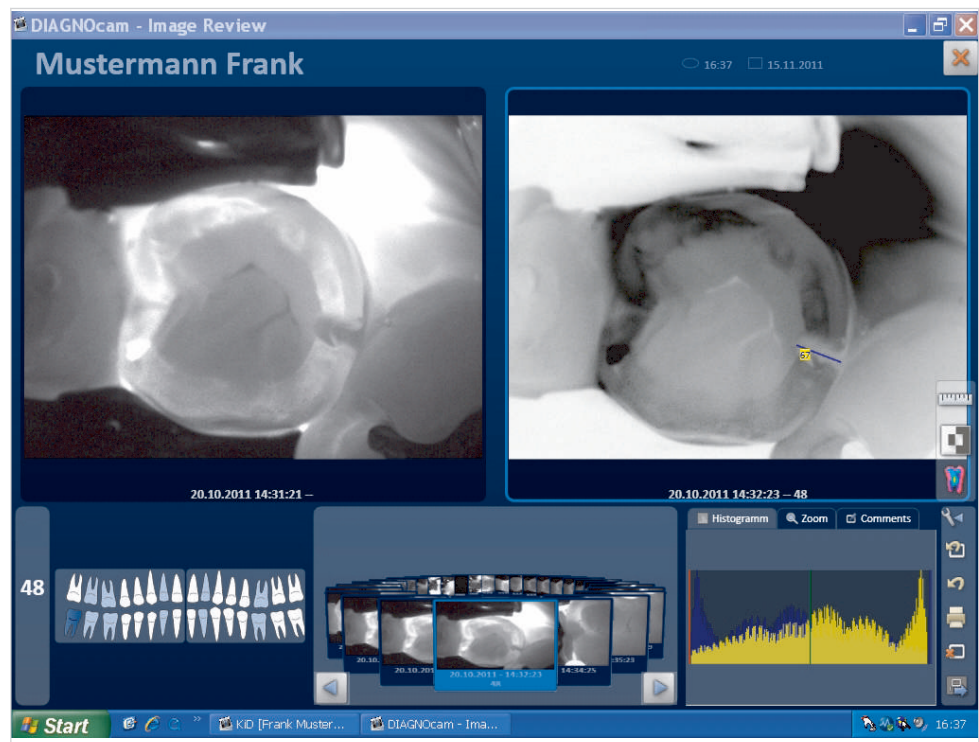 DIAGNOcam - Image Review
Mustermann Frank
16:37 15.11.2011
20.10.2011 14:31:21 --
20.10.2011 14:32:23 -- 48
48
Histogramm Zoom Comments
20.10.2011 - 14:32:23
48
14:34:25
:35:23
Start
KiD [Frank Muster...
DIAGNOcam - Ima...
16:37